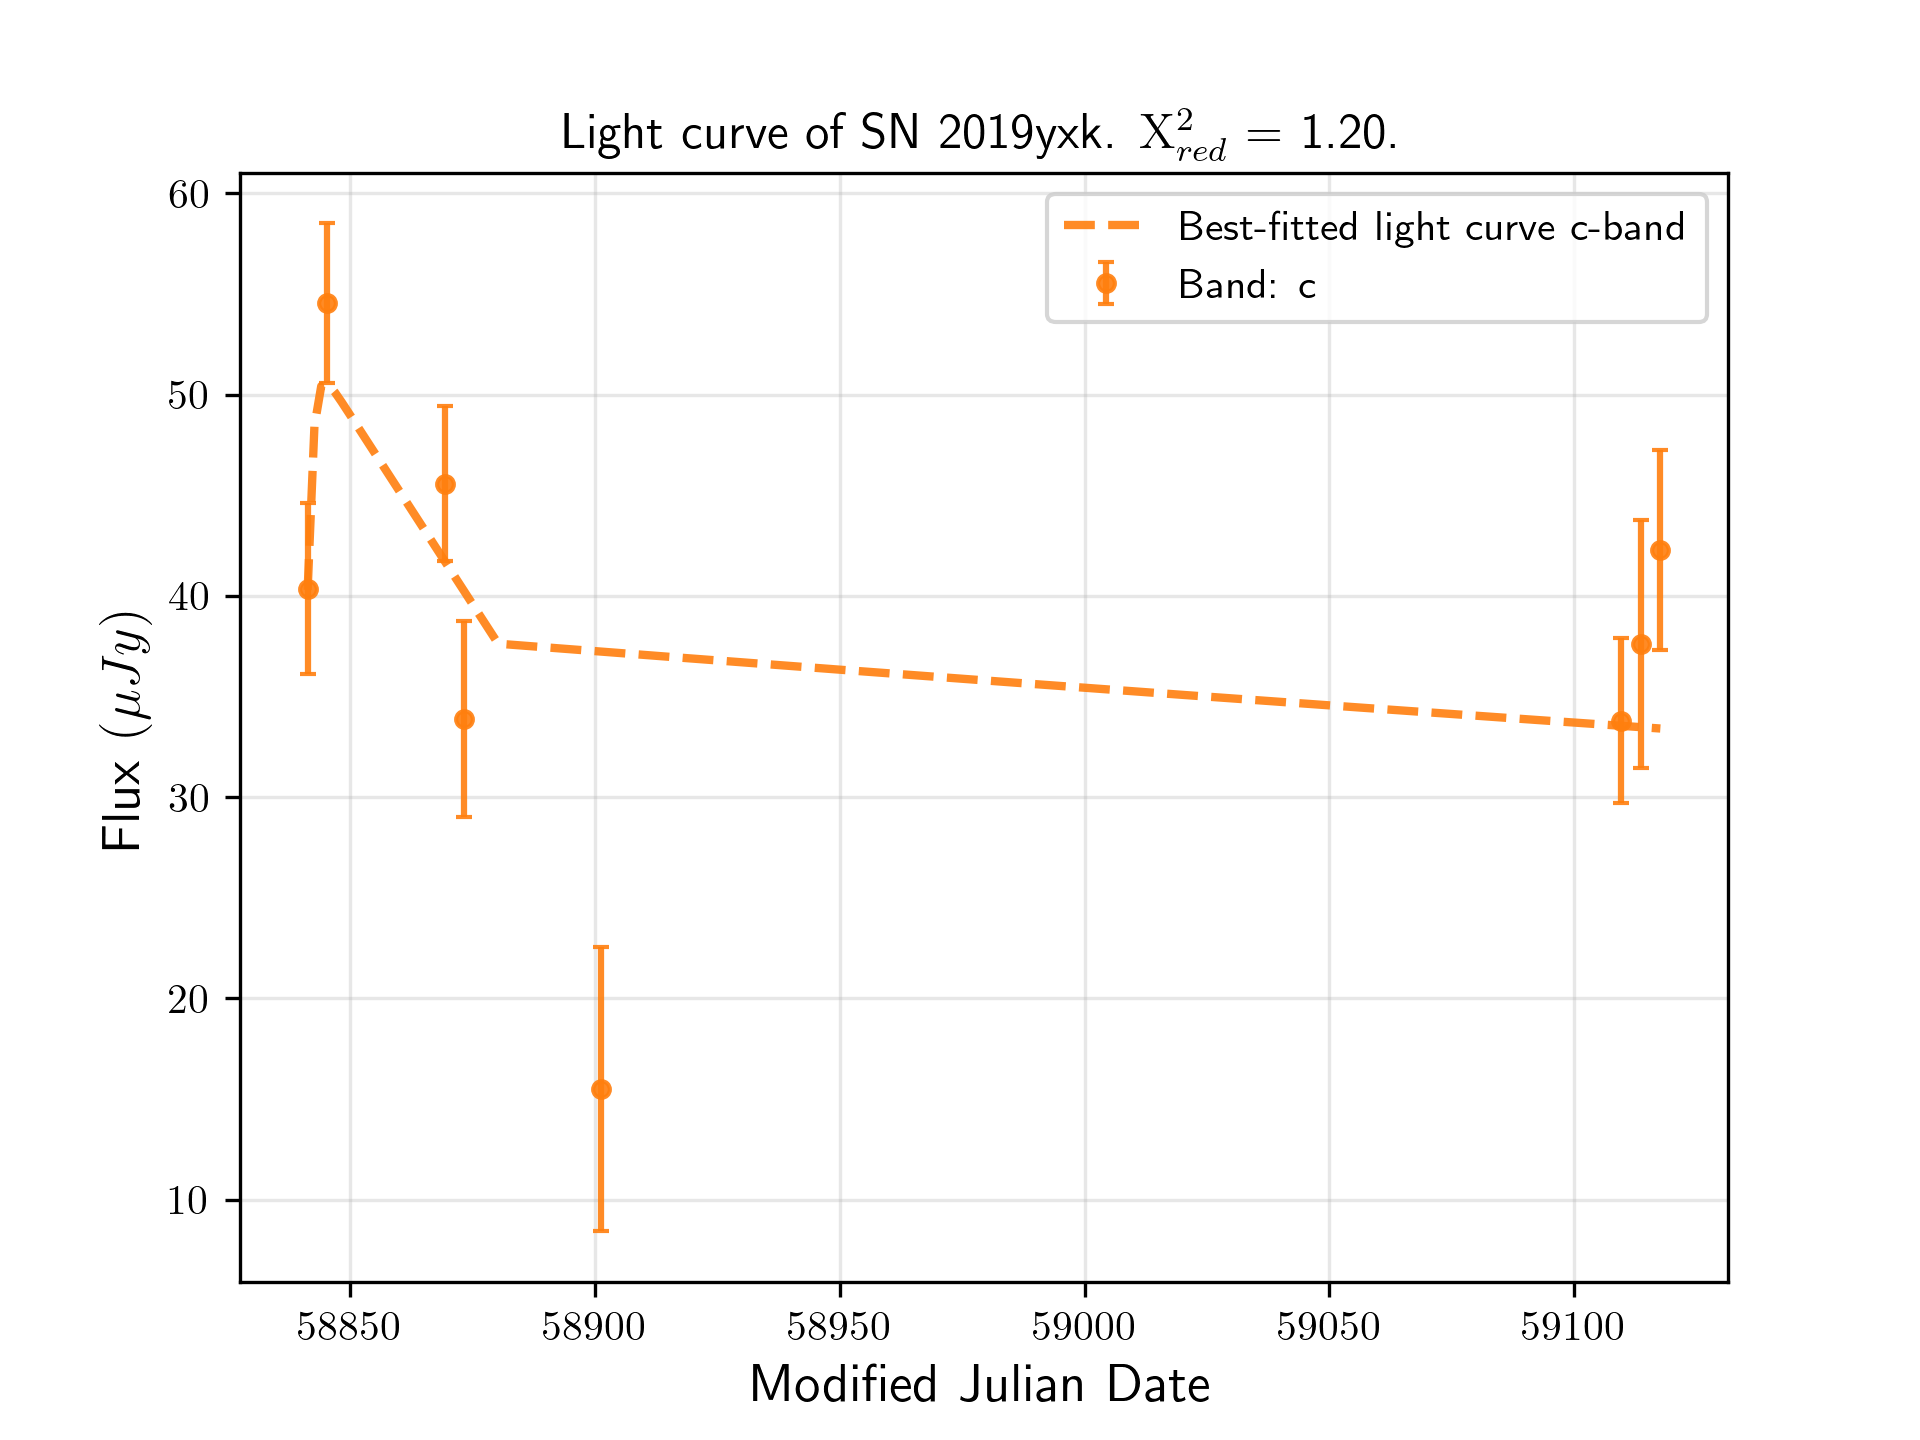 Light curve of SN 2019yxk. X²_red = 1.20.
Best-fitted light curve c-band
Band: c
60
50
40
30
20
10
Flux (μJy)
58850 58900 58950 59000 59050 59100
Modified Julian Date